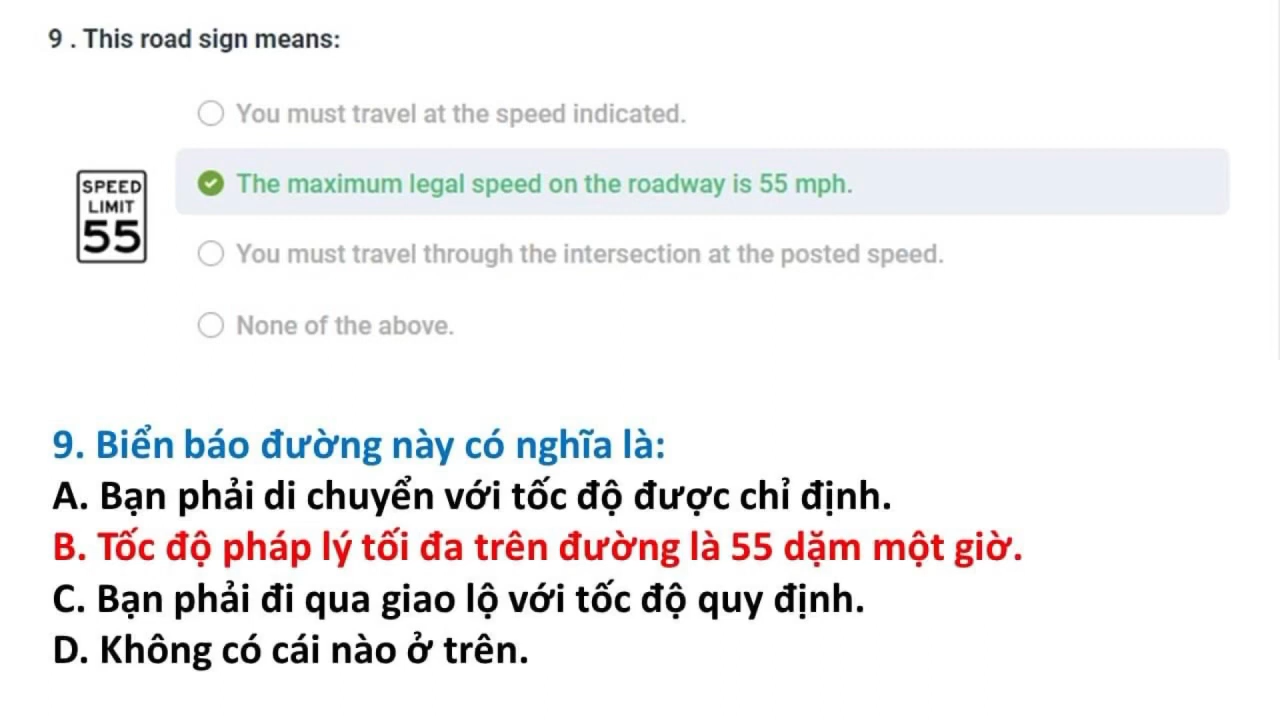 9 . This road sign means:
You must travel at the speed indicated.
The maximum legal speed on the roadway is 55 mph.
SPEED
LIMIT
55
You must travel through the intersection at the posted speed.
None of the above.
9. Biển báo đường này có nghĩa là:
A. Bạn phải di chuyển với tốc độ được chỉ định.
B. Tốc độ pháp lý tối đa trên đường là 55 dặm một giờ.
C. Bạn phải đi qua giao lộ với tốc độ quy định.
D. Không có cái nào ở trên.